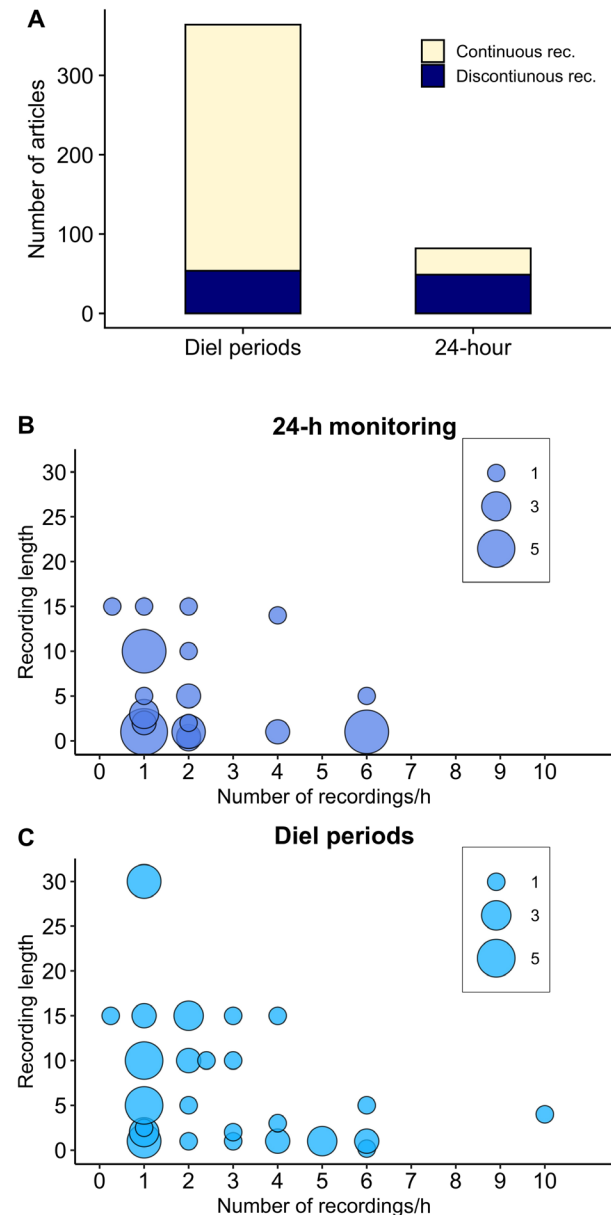 A
Number of articles
300
200
100
0
Continuous rec.
Discontiunous rec.
Diel periods
24-hour
B
24-h monitoring
Recording length
30
25
20
15
10
5
0
1
3
5
0 1 2 3 4 5 6 7 8 9 10
Number of recordings/h
C
Diel periods
Recording length
30
25
20
15
10
5
0
1
3
5
0 1 2 3 4 5 6 7 8 9 10
Number of recordings/h